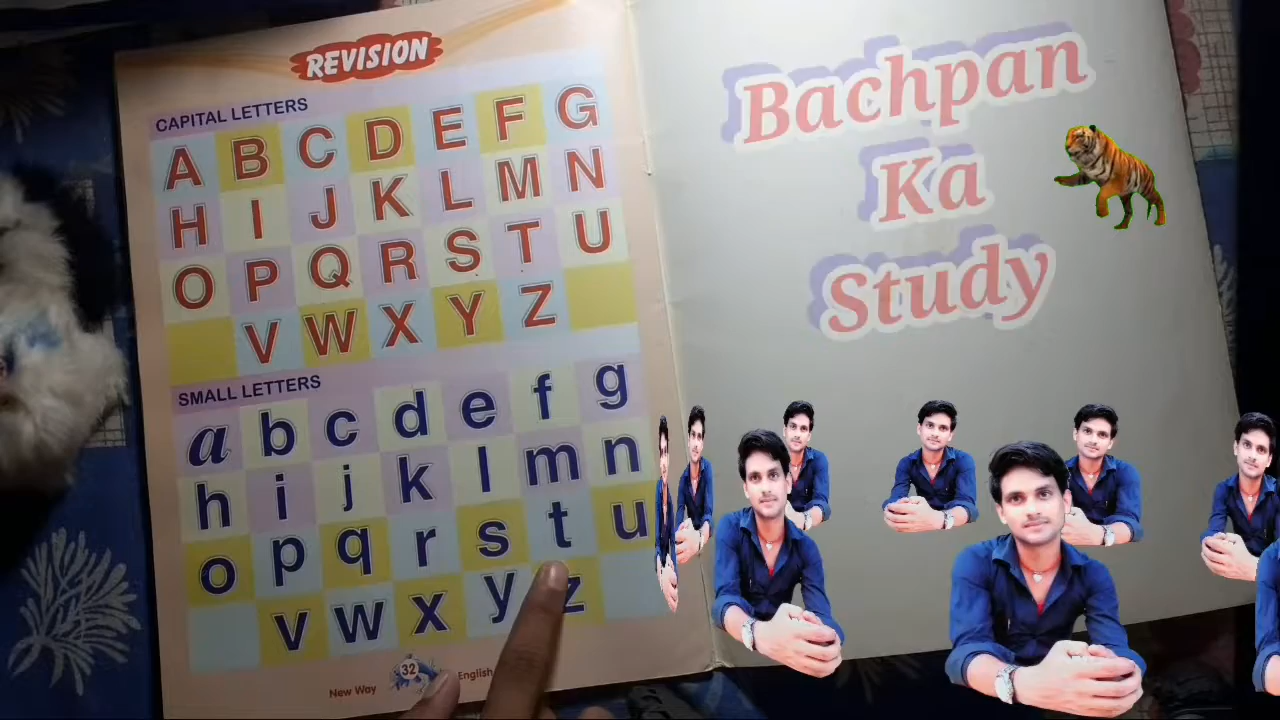 REVISION
CAPITAL LETTERS
A B C D E F G
H I J K L M N
O P Q R S T U
V W X Y Z
SMALL LETTERS
a b c d e f g
h i j k l m n
o p q r s t u
v w x y z
New Way 32 English
Bachpan
Ka
Study